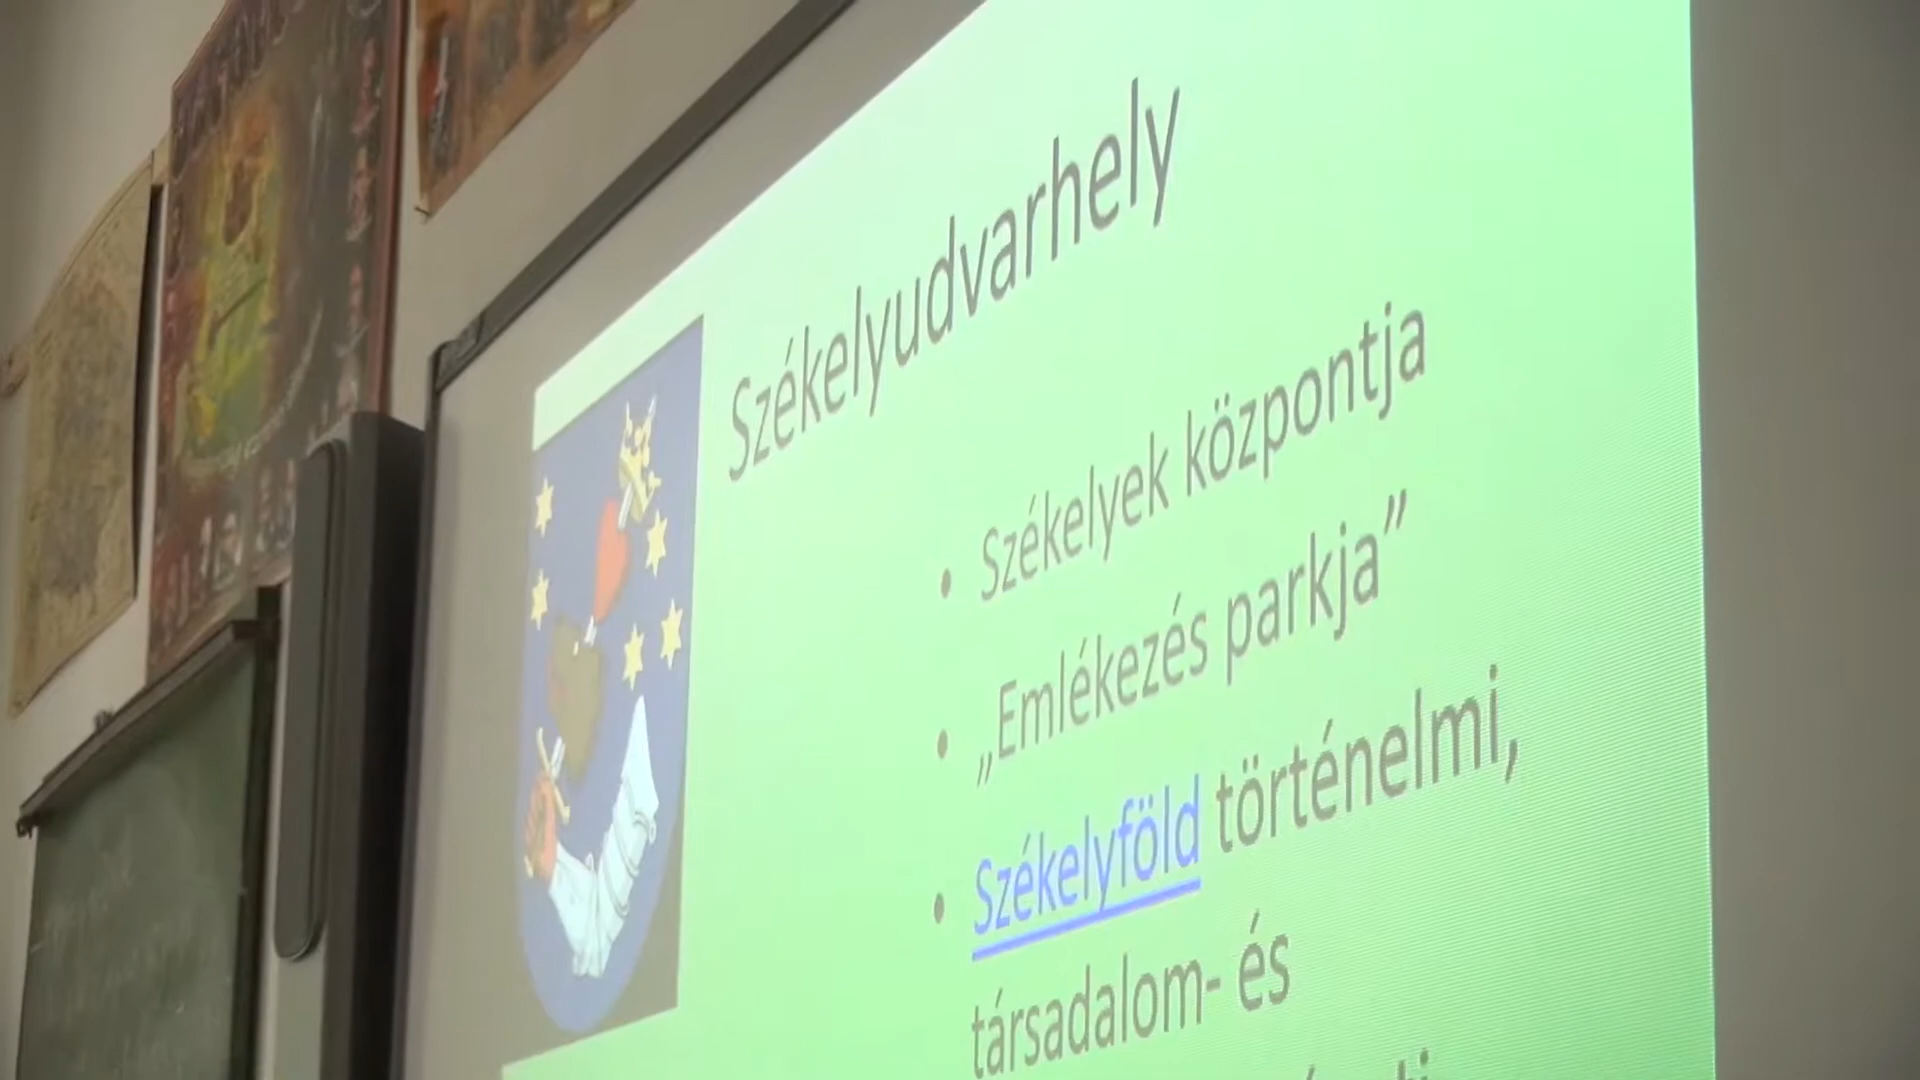 Székelyudvarhely
• Székelyek központja
• „Emlékezés parkja”
• Székelyföld történelmi,
társadalom- és